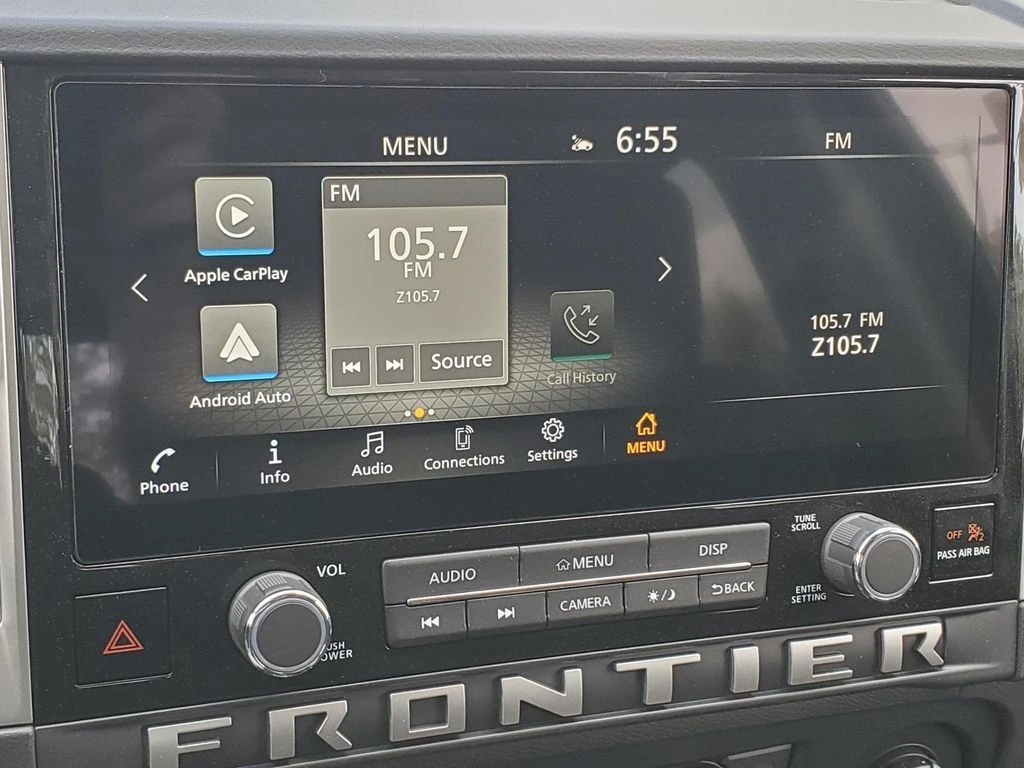 MENU
6:55
FM
Apple CarPlay
FM
105.7
FM
Z105.7
Source
Android Auto
Call History
105.7 FM
Z105.7
Phone
Info
Audio
Connections
Settings
MENU
VOL
AUDIO
MENU
DISP
TUNE
SCROLL
OFF
2
PASS AIR BAG
CAMERA
BACK
ENTER
SETTING
FRONTIER